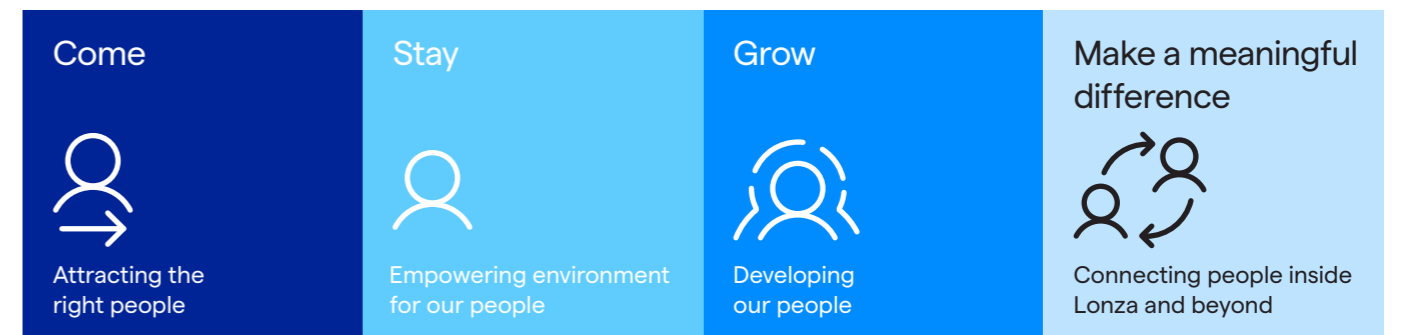 Come
Attracting the
right people
Stay
Empowering environment
for our people
Grow
Developing
our people
Make a meaningful
difference
Connecting people inside
Lonza and beyond